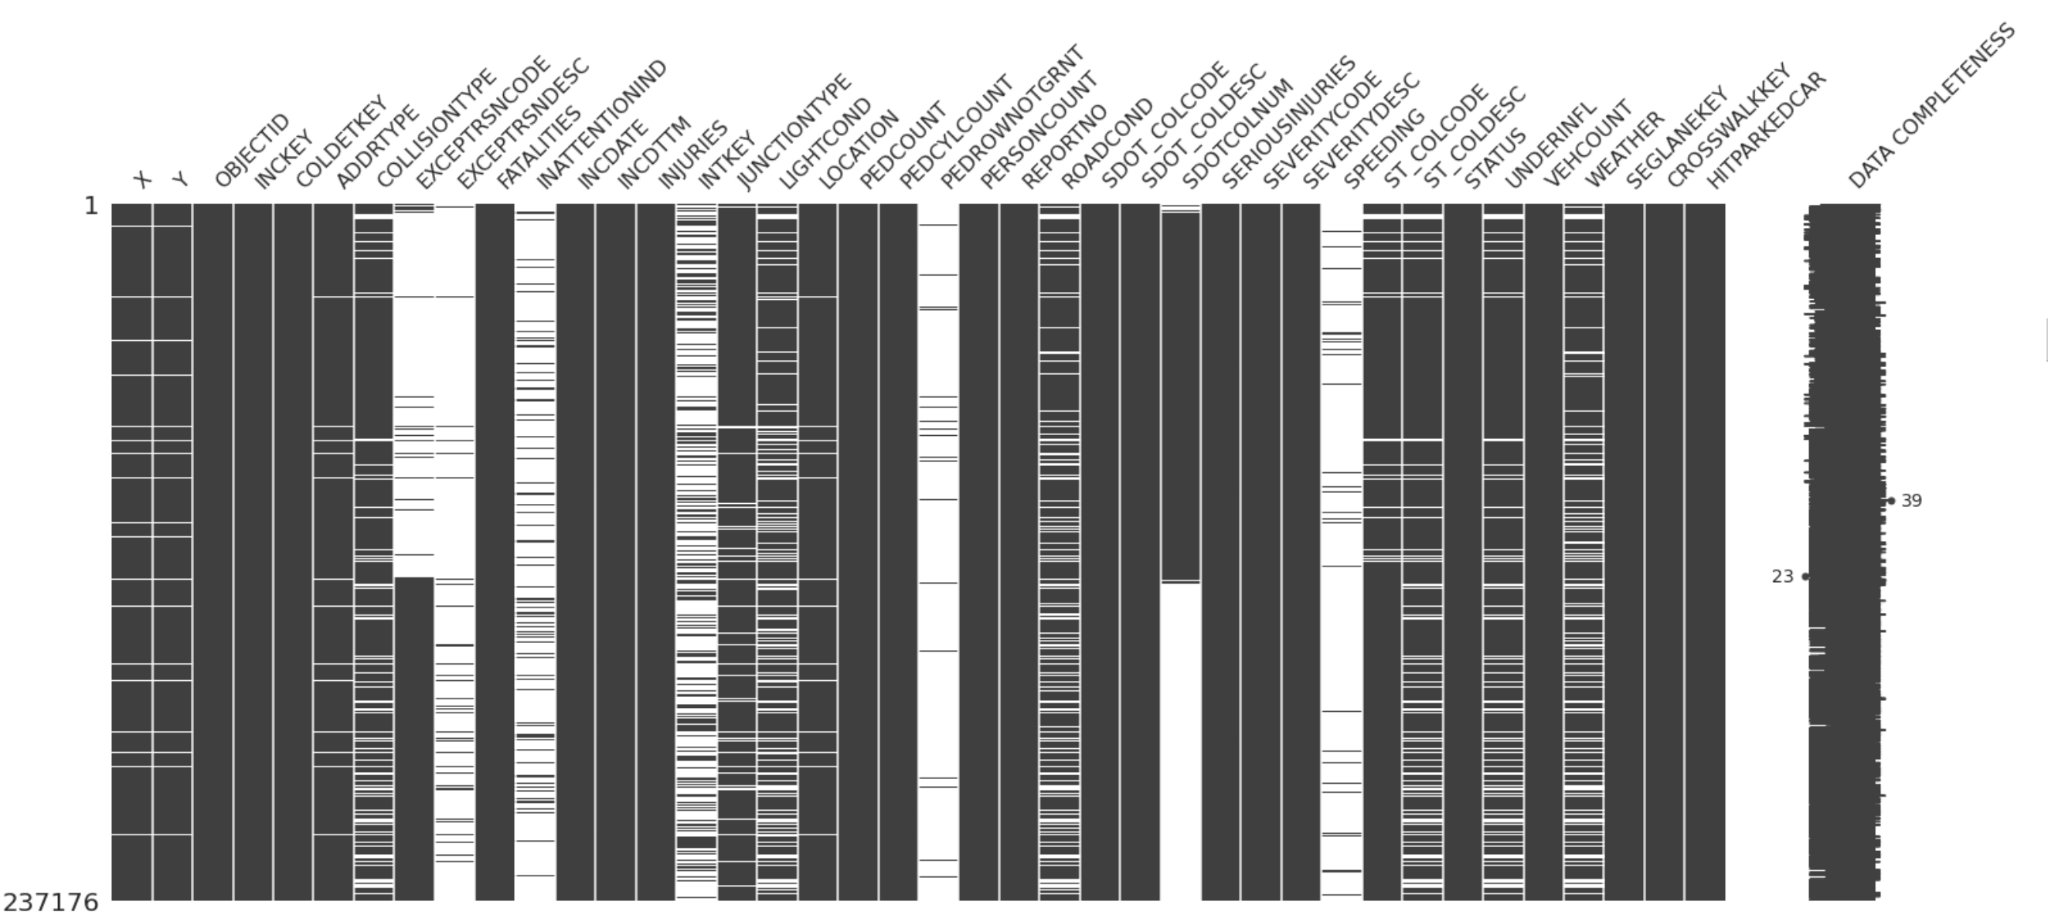 X
Y
OBJECTID
INCKEY
COLDETKEY
ADDRTYPE
COLLISIONTYPE
EXCEPTRSNCODE
EXCEPTRSNDESC
FATALITIES
INATTENTIONIND
INCDATE
INCDTTM
INJURIES
INTKEY
JUNCTIONTYPE
LIGHTCOND
LOCATION
PEDCOUNT
PEDCYLCOUNT
PEDROWNOTGRNT
PERSONCOUNT
REPORTNO
ROADCOND
SDOT_COLCODE
SDOT_COLDESC
SDOTCOLNUM
SERIOUSINJURIES
SEVERITYCODE
SEVERITYDESC
SPEEDING
ST_COLCODE
ST_COLDESC
STATUS
UNDERINFL
VEHCOUNT
WEATHER
SEGLANEKEY
CROSSWALKKEY
HITPARKEDCAR
DATA COMPLETENESS
1
39
23
237176